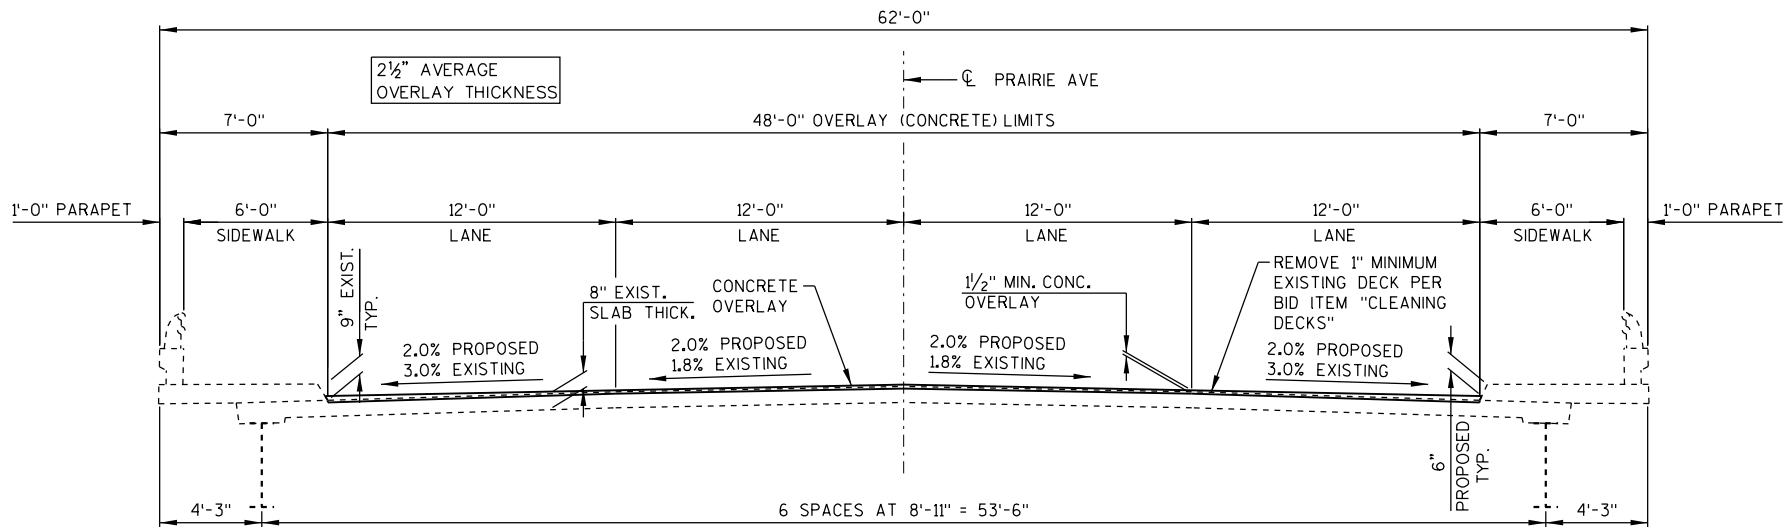 62'-0"
2½" AVERAGE
OVERLAY THICKNESS
℄ PRAIRIE AVE
7'-0"
48'-0" OVERLAY (CONCRETE) LIMITS
7'-0"
1'-0" PARAPET
6'-0"
SIDEWALK
12'-0"
LANE
12'-0"
LANE
12'-0"
LANE
12'-0"
LANE
6'-0"
SIDEWALK
1'-0" PARAPET
9" EXIST.
TYP.
8" EXIST.
SLAB THICK.
CONCRETE
OVERLAY
1½" MIN. CONC.
OVERLAY
REMOVE 1" MINIMUM
EXISTING DECK PER
BID ITEM "CLEANING
DECKS"
2.0% PROPOSED
3.0% EXISTING
2.0% PROPOSED
1.8% EXISTING
2.0% PROPOSED
1.8% EXISTING
2.0% PROPOSED
3.0% EXISTING
6"
PROPOSED
TYP.
4'-3"
6 SPACES AT 8'-11" = 53'-6"
4'-3"